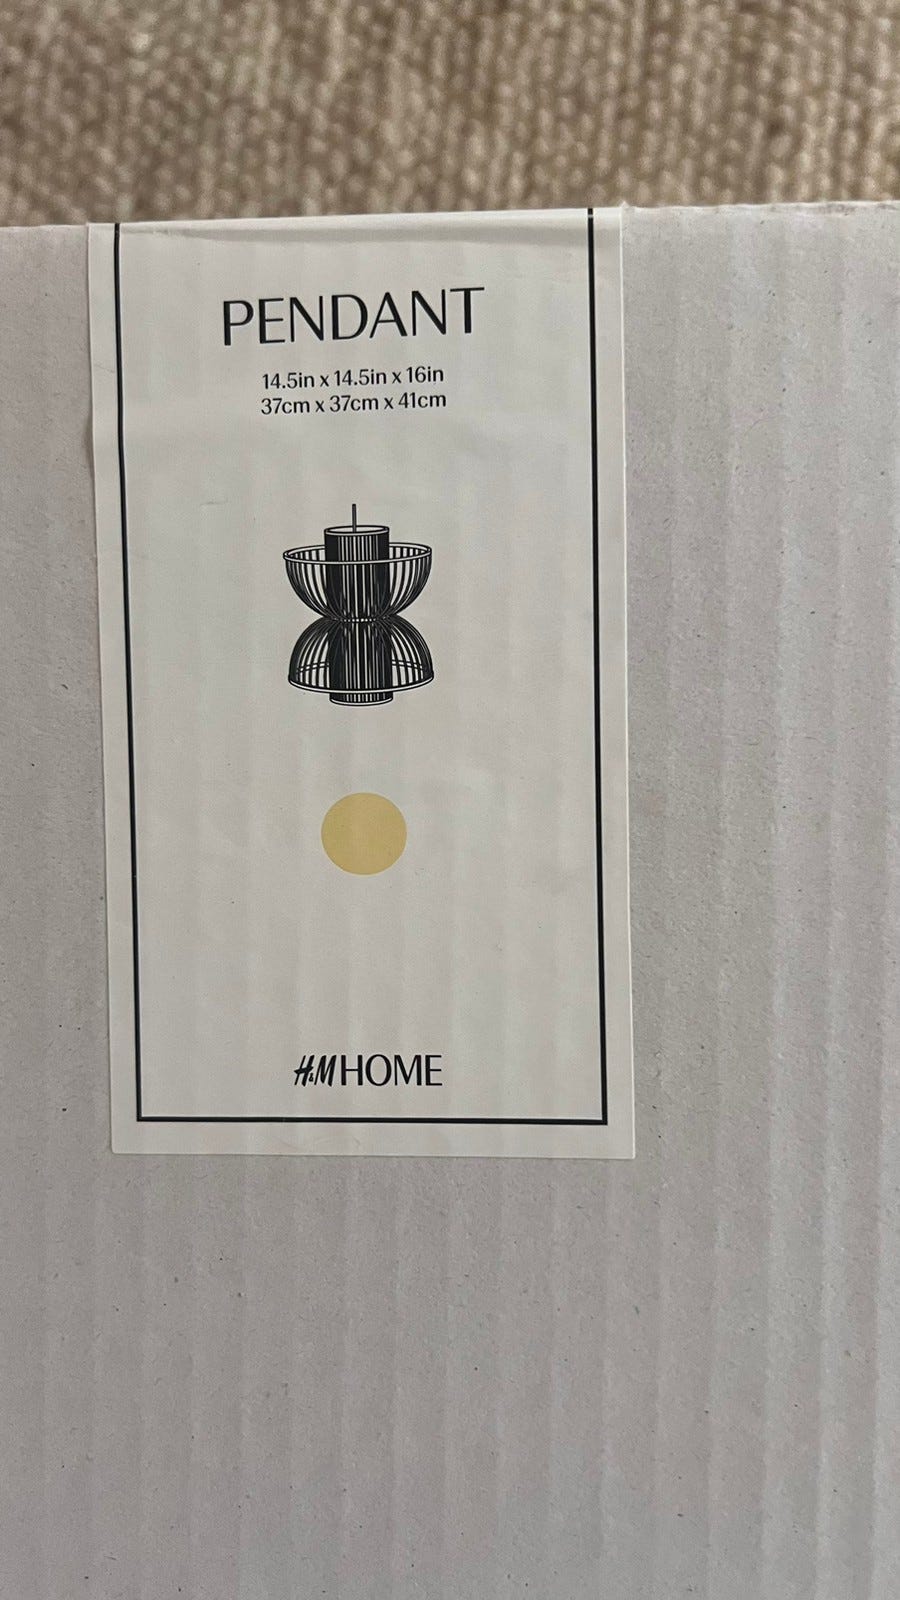 PENDANT
14.5in x 14.5in x 16in
37cm x 37cm x 41cm
H&M HOME